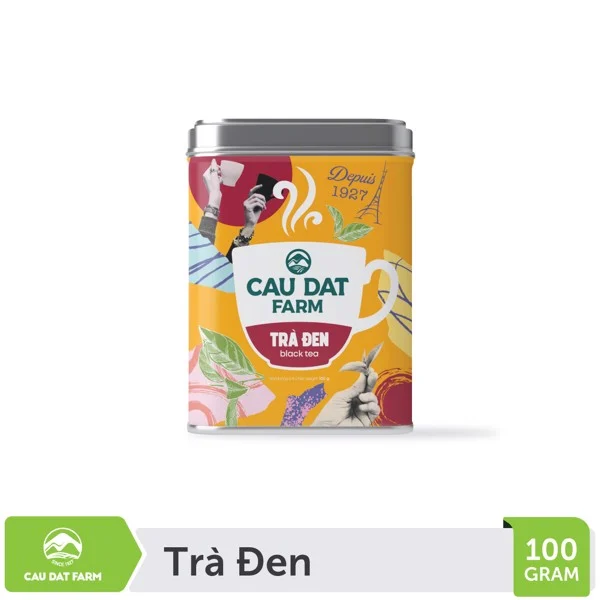 Depuis
1927
CAU DAT
FARM
TRÀ ĐEN
black tea
CAU DAT FARM
Trà Đen
100
GRAM